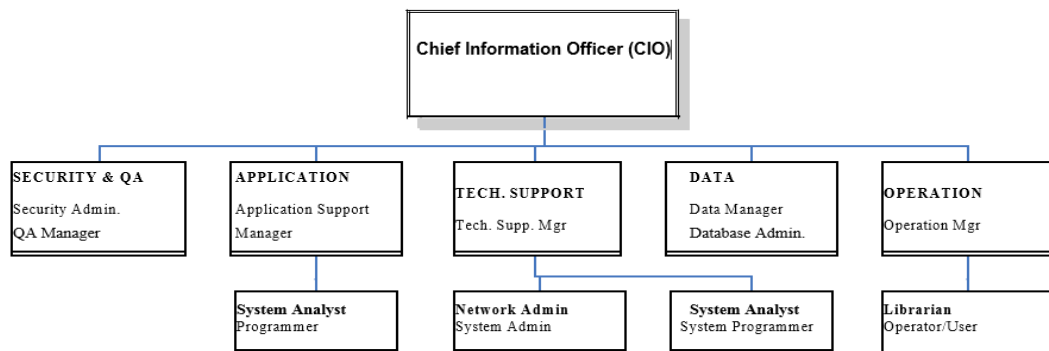 Chief Information Officer (CIO)
SECURITY & QA
Security Admin.
QA Manager
APPLICATION
Application Support
Manager
TECH. SUPPORT
Tech. Supp. Mgr
DATA
Data Manager
Database Admin.
OPERATION
Operation Mgr
System Analyst
Programmer
Network Admin
System Admin
System Analyst
System Programmer
Librarian
Operator/User